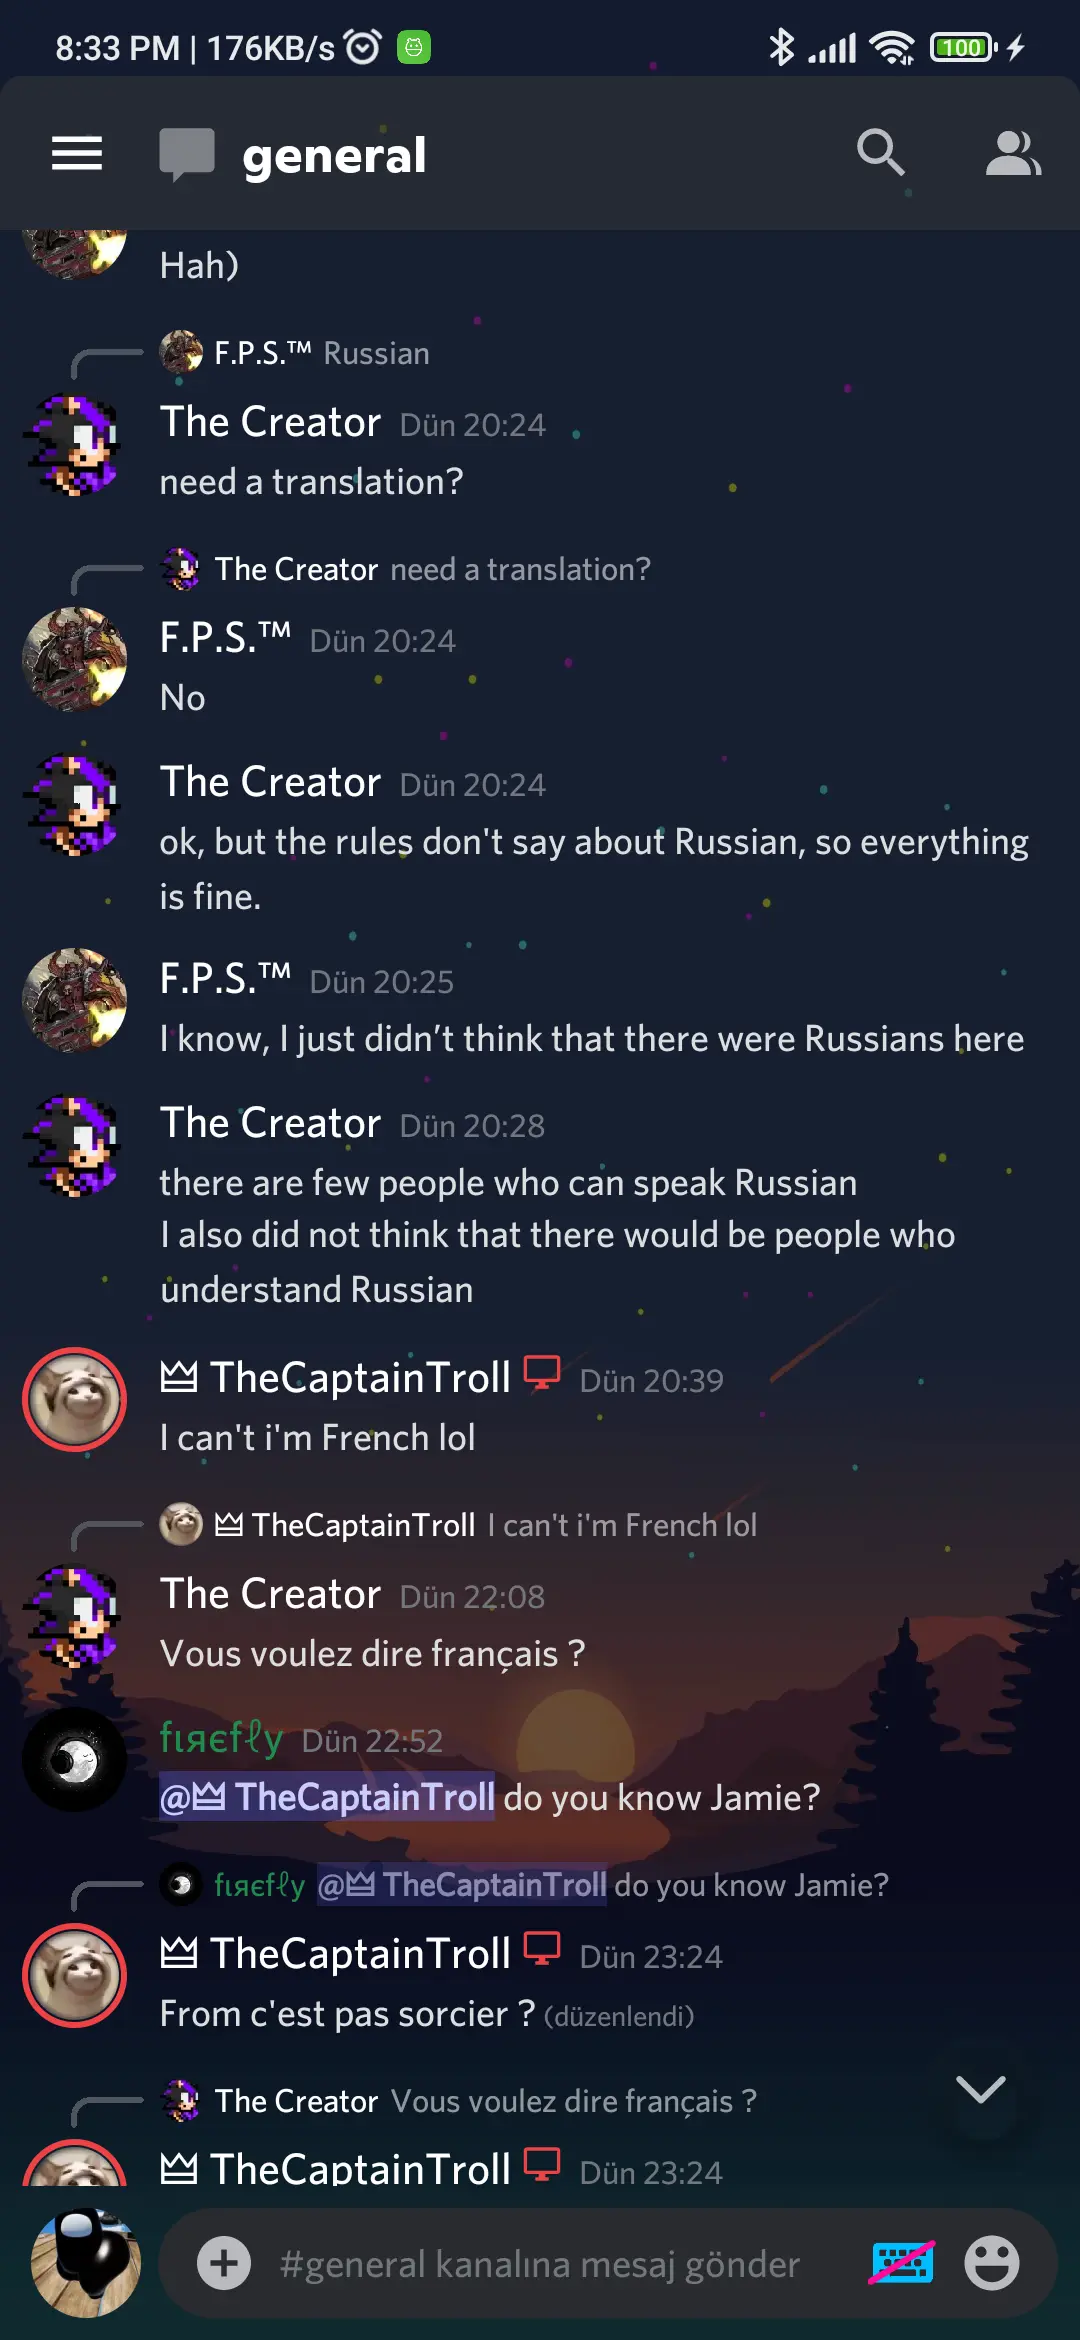 8:33 PM | 176KB/s
100
general
Hah)
F.P.S.™ Russian
The Creator Dün 20:24
need a translation?
The Creator need a translation?
F.P.S.™ Dün 20:24
No
The Creator Dün 20:24
ok, but the rules don't say about Russian, so everything
is fine.
F.P.S.™ Dün 20:25
I know, I just didn’t think that there were Russians here
The Creator Dün 20:28
there are few people who can speak Russian
I also did not think that there would be people who
understand Russian
TheCaptainTroll Dün 20:39
I can't i'm French lol
TheCaptainTroll I can't i'm French lol
The Creator Dün 22:08
Vous voulez dire français ?
fιяєfℓy Dün 22:52
@TheCaptainTroll do you know Jamie?
fιяєfℓy @TheCaptainTroll do you know Jamie?
TheCaptainTroll Dün 23:24
From c'est pas sorcier ? (düzenlendi)
The Creator Vous voulez dire français ?
TheCaptainTroll Dün 23:24
#general kanalına mesaj gönder